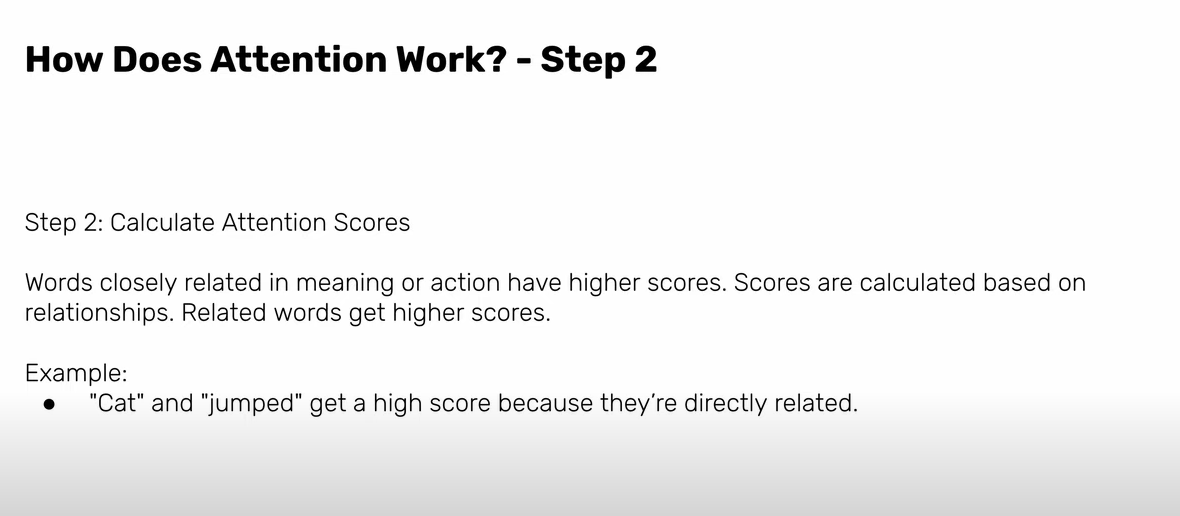 How Does Attention Work? - Step 2
Step 2: Calculate Attention Scores
Words closely related in meaning or action have higher scores. Scores are calculated based on
relationships. Related words get higher scores.
Example:
● "Cat" and "jumped" get a high score because they’re directly related.